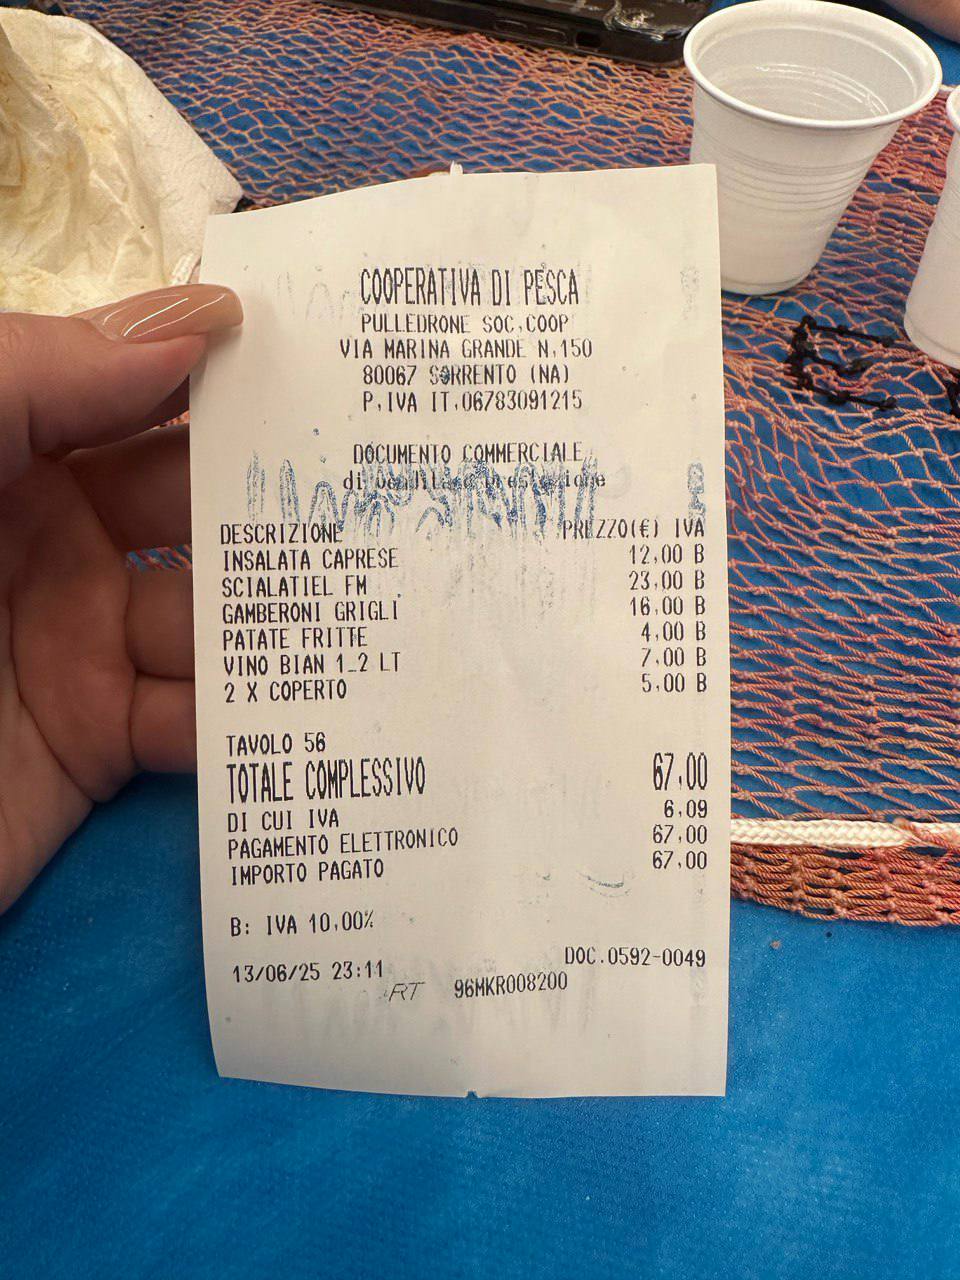 COOPERATIVA DI PESCA
PULLEDRONE SOC.COOP
VIA MARINA GRANDE N.150
80067 SORRENTO (NA)
P.IVA IT.06783091215
DOCUMENTO COMMERCIALE
di vendita o prestazione
DESCRIZIONE PREZZO(€) IVA
INSALATA CAPRESE 12,00 B
SCIALATIEL FM 23,00 B
GAMBERONI GRIGLI 16,00 B
PATATE FRITTE 4,00 B
VINO BIAN 1_2 LT 7,00 B
2 X COPERTO 5,00 B
TAVOLO 56
TOTALE COMPLESSIVO 67,00
DI CUI IVA 6,09
PAGAMENTO ELETTRONICO 67,00
IMPORTO PAGATO 67,00
B: IVA 10,00%
13/06/25 23:11 DOC.0592-0049
RT 96MKR008200